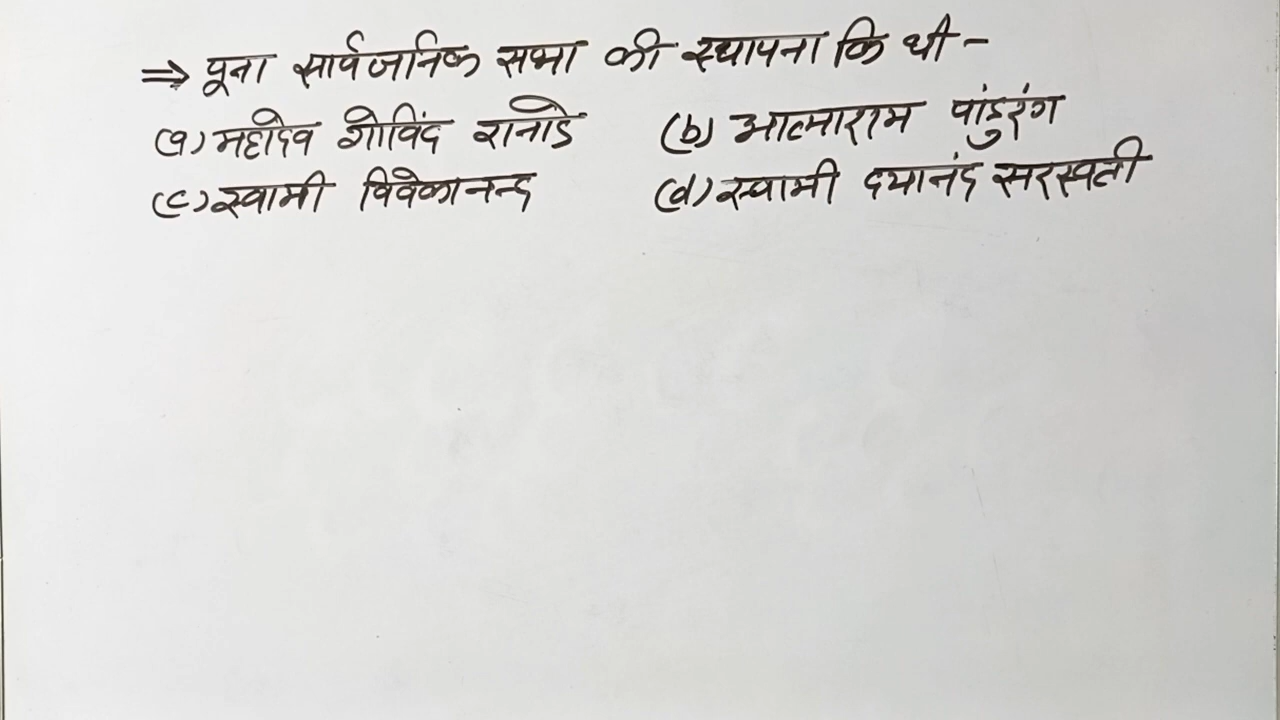 ⇒ पूना सार्वजनिक सभा की स्थापना कि थी -
(a) महादेव गोविंद रानाडे (b) आत्माराम पांडुरंग
(c) स्वामी विवेकानन्द (d) स्वामी दयानंद सरस्वती